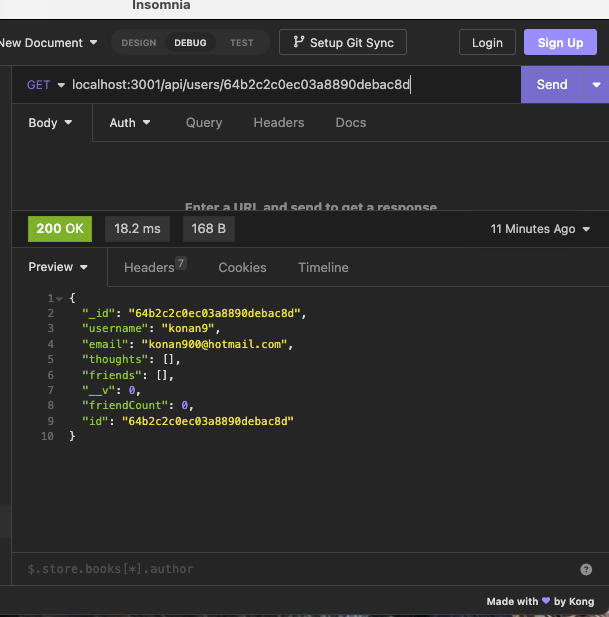 Insomnia
New Document DESIGN DEBUG TEST Setup Git Sync Login Sign Up
GET localhost:3001/api/users/64b2c2c0ec03a8890debac8d Send
Body Auth Query Headers Docs
Enter a URL and send to get a response
200 OK 18.2 ms 168 B 11 Minutes Ago
Preview Headers 7 Cookies Timeline
1 {
2 "_id": "64b2c2c0ec03a8890debac8d",
3 "username": "konan9",
4 "email": "konan900@hotmail.com",
5 "thoughts": [],
6 "friends": [],
7 "__v": 0,
8 "friendCount": 0,
9 "id": "64b2c2c0ec03a8890debac8d"
10 }
$.store.books[*].author ?
Made with 💜 by Kong